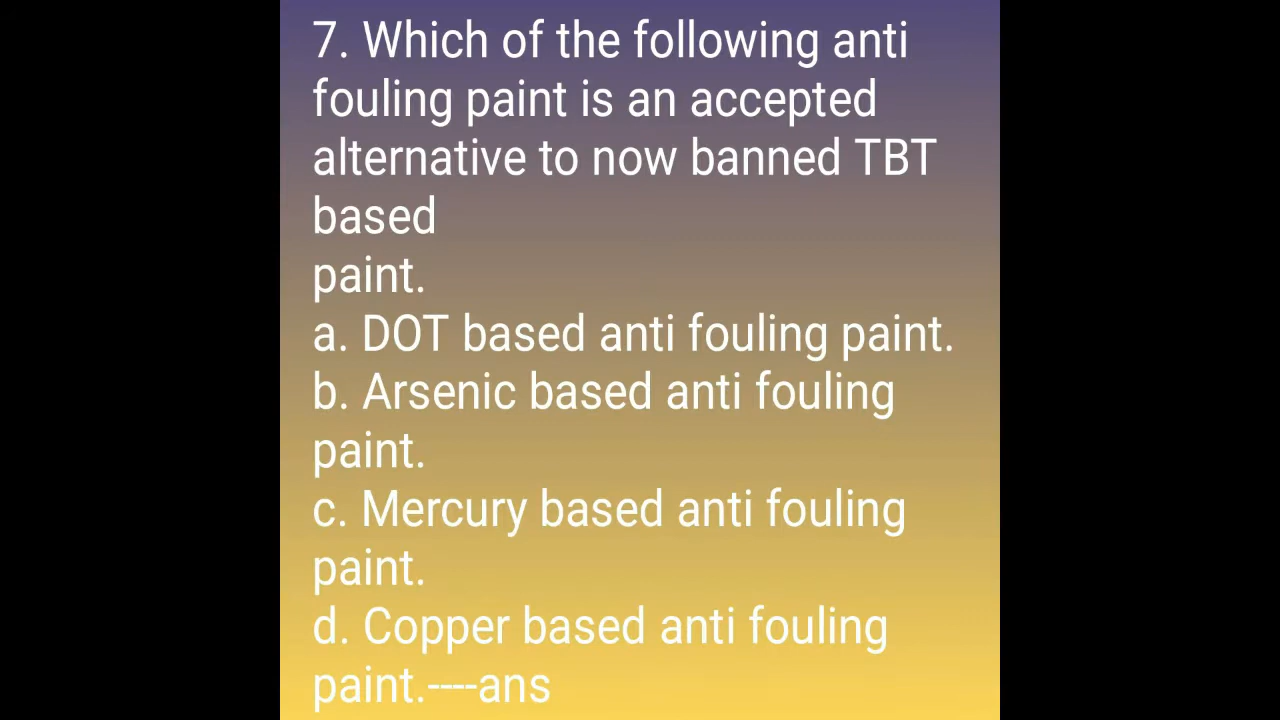 7. Which of the following anti
fouling paint is an accepted
alternative to now banned TBT
based
paint.
a. DOT based anti fouling paint.
b. Arsenic based anti fouling
paint.
c. Mercury based anti fouling
paint.
d. Copper based anti fouling
paint.----ans